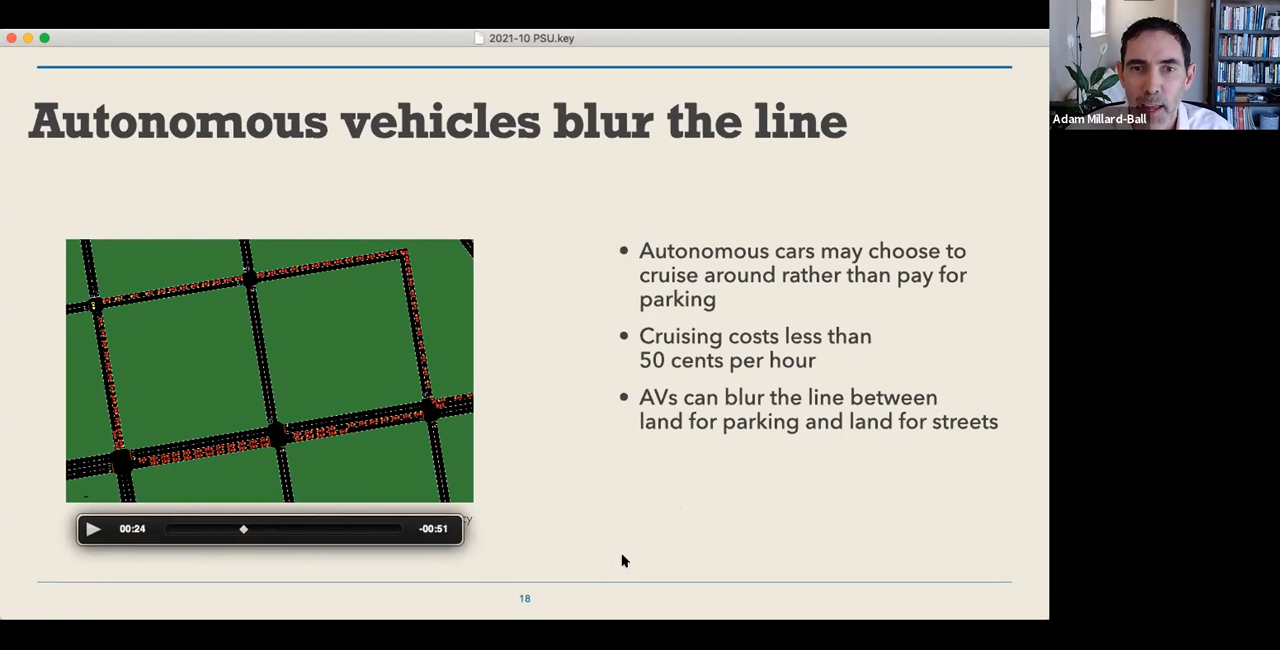 2021-10 PSU.key
Autonomous vehicles blur the line
Adam Millard-Ball
• Autonomous cars may choose to
cruise around rather than pay for
parking
• Cruising costs less than
50 cents per hour
• AVs can blur the line between
land for parking and land for streets
00:24
-00:51
18